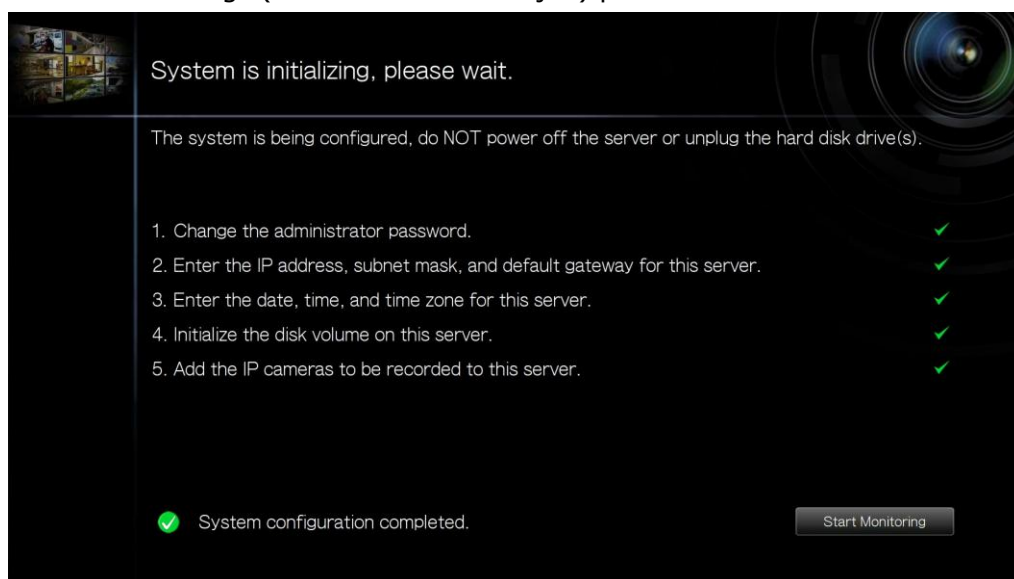 System is initializing, please wait.
The system is being configured, do NOT power off the server or unplug the hard disk drive(s).
1. Change the administrator password.
2. Enter the IP address, subnet mask, and default gateway for this server.
3. Enter the date, time, and time zone for this server.
4. Initialize the disk volume on this server.
5. Add the IP cameras to be recorded to this server.
System configuration completed.
Start Monitoring